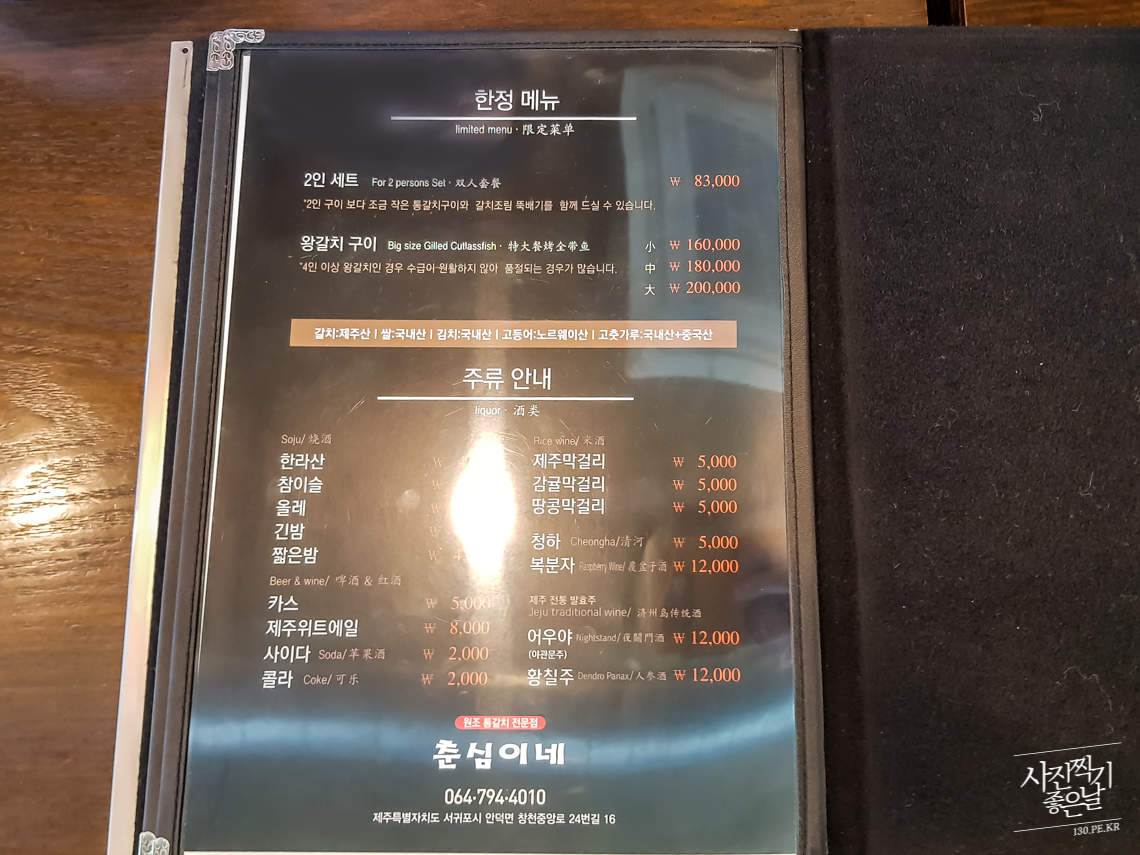 한정 메뉴
limited menu · 限定菜单
2인 세트 For 2 persons Set · 双人套餐 ₩ 83,000
*2인 구이 보다 조금 작은 통갈치구이와 갈치조림 뚝배기를 함께 드실 수 있습니다.
왕갈치 구이 Big size Gilled Cutlassfish · 特大餐烤全带鱼 小 ₩ 160,000
*4인 이상 왕갈치인 경우 수급이 원활하지 않아 품절되는 경우가 많습니다. 中 ₩ 180,000
大 ₩ 200,000
갈치:제주산 | 쌀:국내산 | 김치:국내산 | 고등어:노르웨이산 | 고춧가루:국내산+중국산
주류 안내
liquor · 酒类
Soju/ 烧酒
한라산 ₩
참이슬 ₩
올레 ₩
긴밤
짧은밤 ₩
Beer & wine/ 啤酒 & 红酒
카스 ₩ 5,000
제주위트에일 ₩ 8,000
사이다 Soda/ 苹果酒 ₩ 2,000
콜라 Coke/ 可乐 ₩ 2,000
Rice wine/ 米酒
제주막걸리 ₩ 5,000
감귤막걸리 ₩ 5,000
땅콩막걸리 ₩ 5,000
청하 Cheongha/清河 ₩ 5,000
복분자 Raspberry Wine/ 覆盆子酒 ₩ 12,000
제주 전통 발효주
Jeju traditional wine/ 济州岛传统酒
어우야 Nightstand/夜關門酒 ₩ 12,000
(야관문주)
황칠주 Dendro Panax/人参酒 ₩ 12,000
원조 통갈치 전문점
춘심이네
064·794·4010
제주특별자치도 서귀포시 안덕면 창천중앙로 24번길 16
사진찍기
좋은날
130.PE.KR